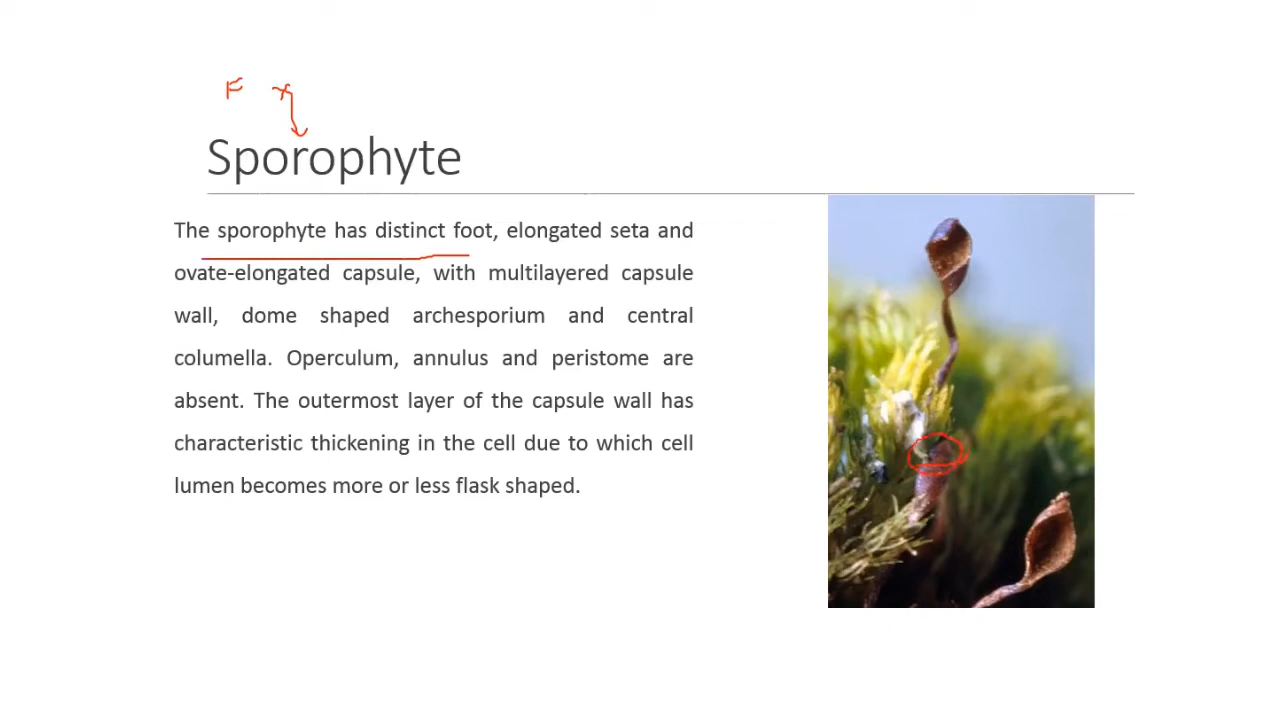 F x
Sporophyte
The sporophyte has distinct foot, elongated seta and
ovate-elongated capsule, with multilayered capsule
wall, dome shaped archesporium and central
columella. Operculum, annulus and peristome are
absent. The outermost layer of the capsule wall has
characteristic thickening in the cell due to which cell
lumen becomes more or less flask shaped.